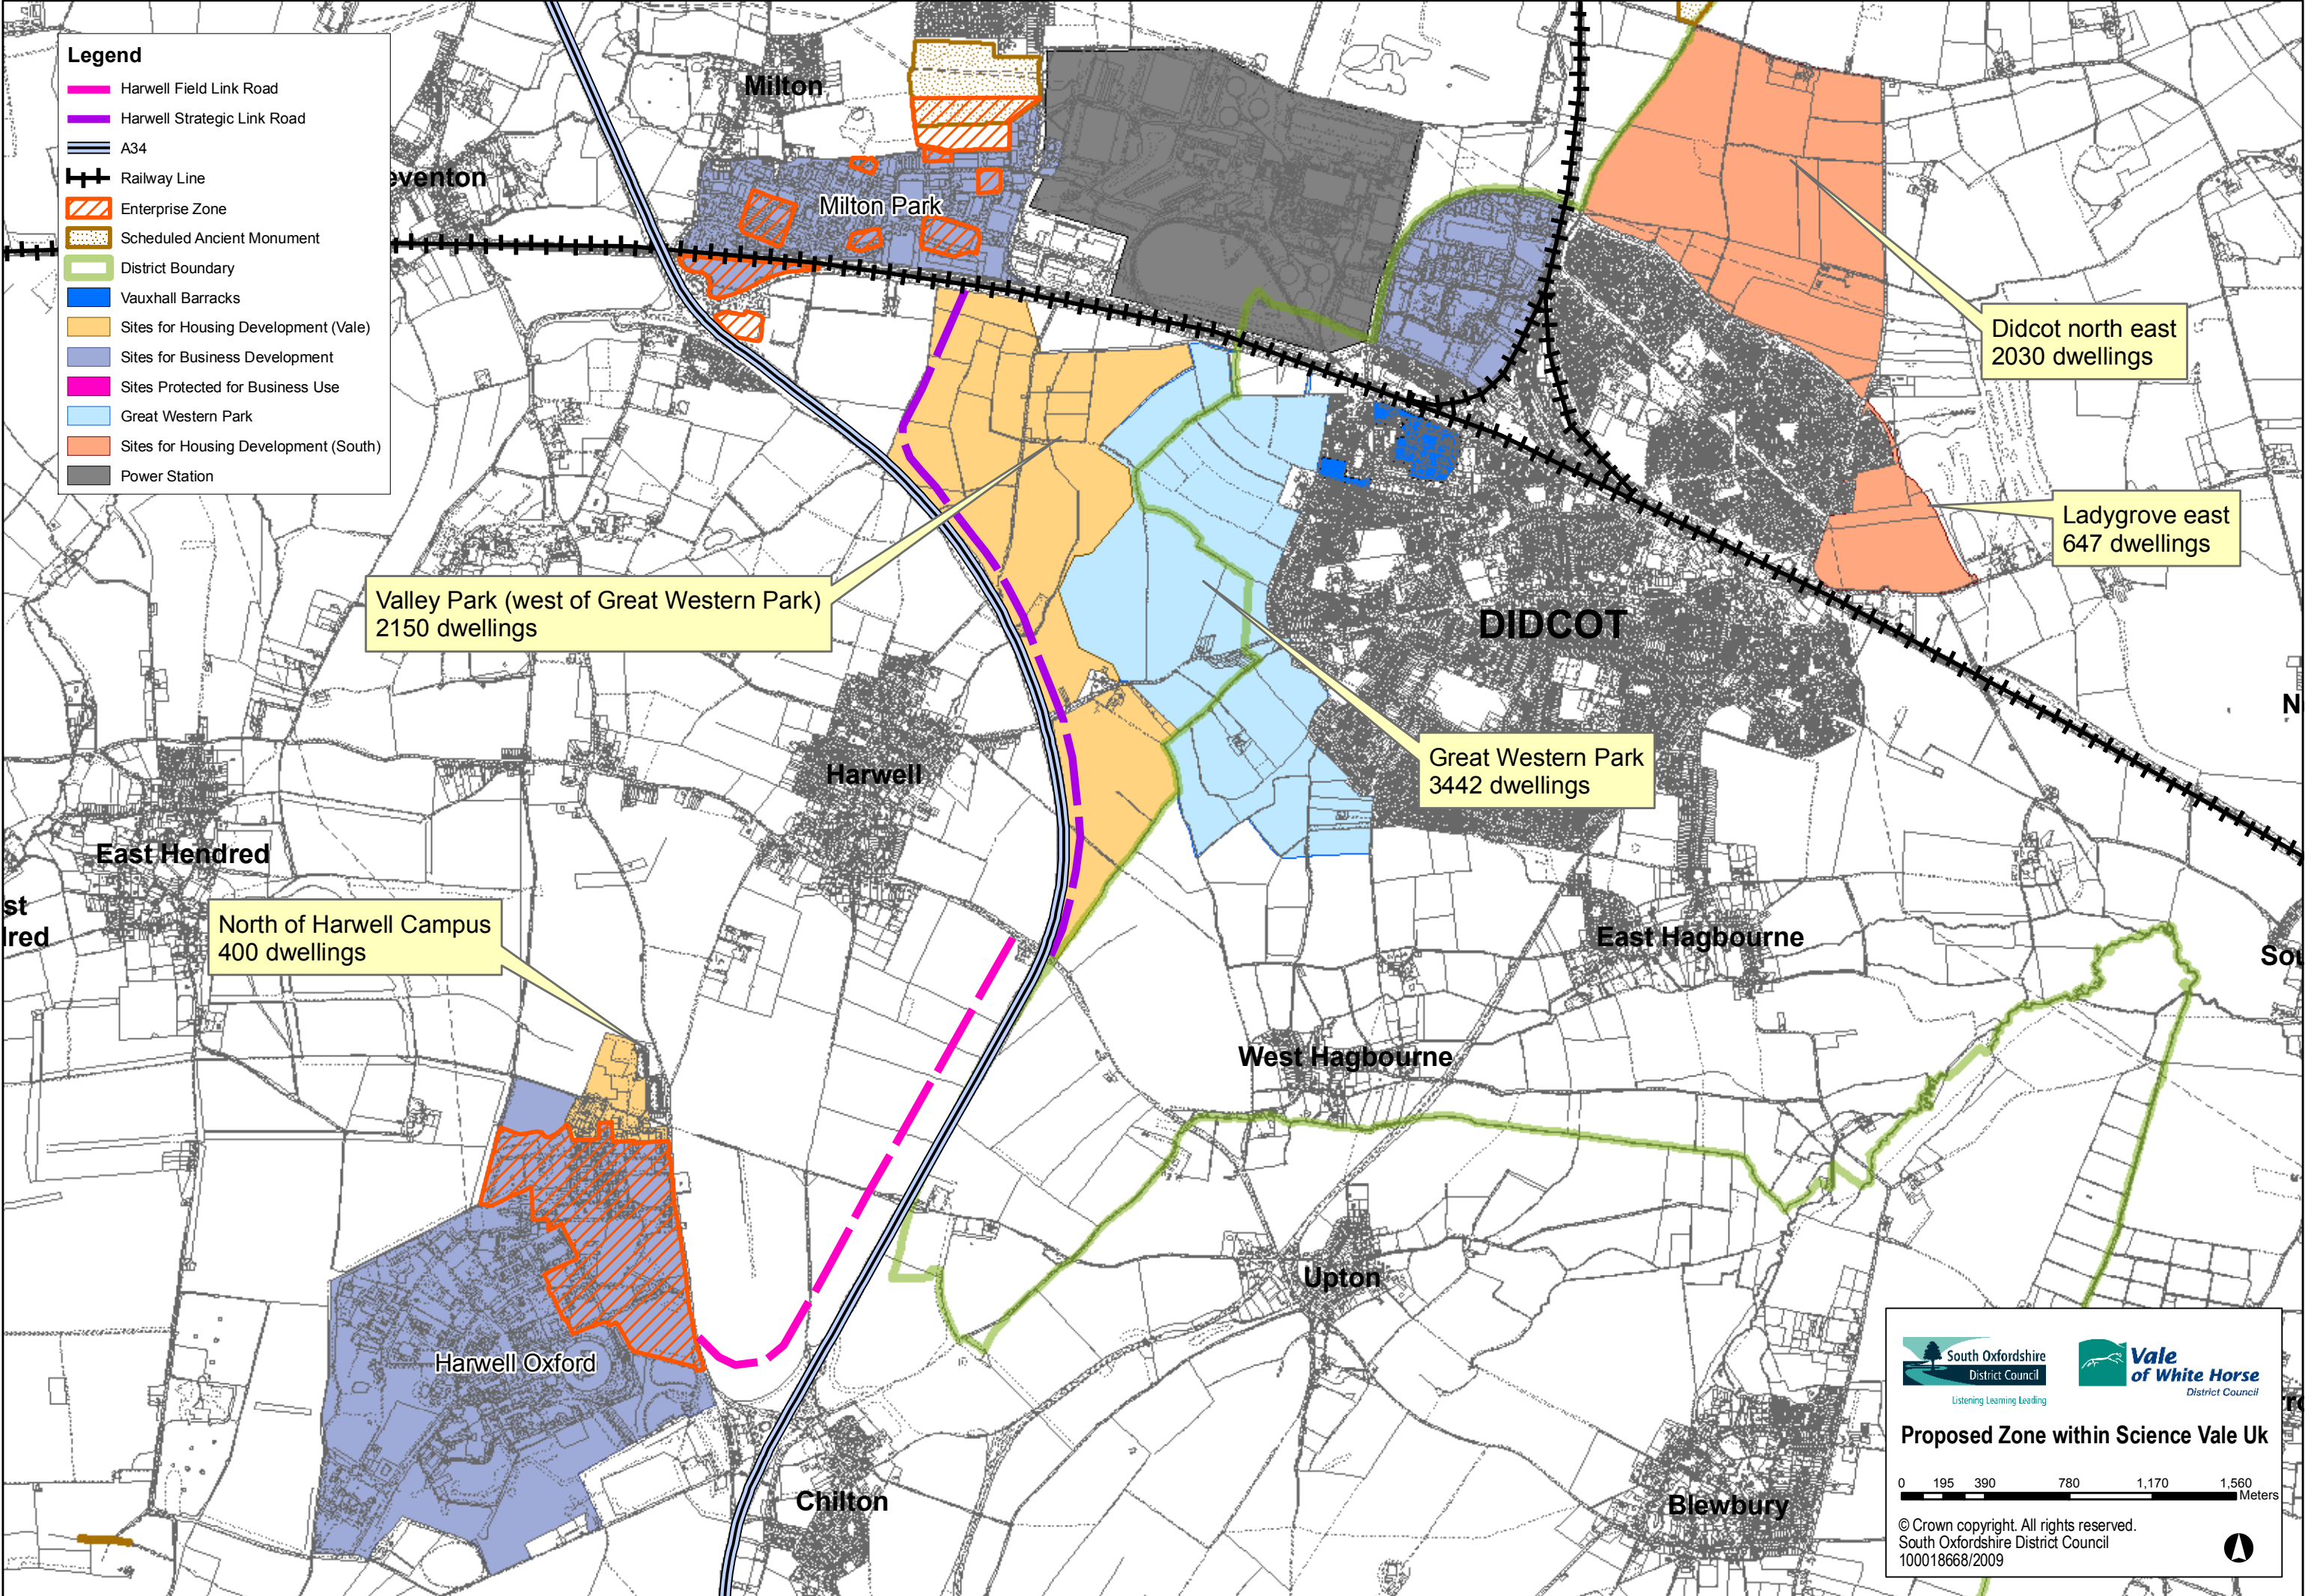 Legend
Harwell Field Link Road
Harwell Strategic Link Road
A34
Railway Line
Enterprise Zone
Scheduled Ancient Monument
District Boundary
Vauxhall Barracks
Sites for Housing Development (Vale)
Sites for Business Development
Sites Protected for Business Use
Great Western Park
Sites for Housing Development (South)
Power Station
Milton
eventon
Milton Park
Didcot north east
2030 dwellings
Ladygrove east
647 dwellings
Valley Park (west of Great Western Park)
2150 dwellings
DIDCOT
N
Great Western Park
3442 dwellings
Harwell
East Hendred
st
dred
North of Harwell Campus
400 dwellings
East Hagbourne
Sou
West Hagbourne
Upton
Harwell Oxford
Chilton
Blewbury
South Oxfordshire
District Council
Listening Learning Leading
Vale
of White Horse
District Council
Proposed Zone within Science Vale Uk
0 195 390 780 1,170 1,560
Meters
© Crown copyright. All rights reserved.
South Oxfordshire District Council
100018668/2009